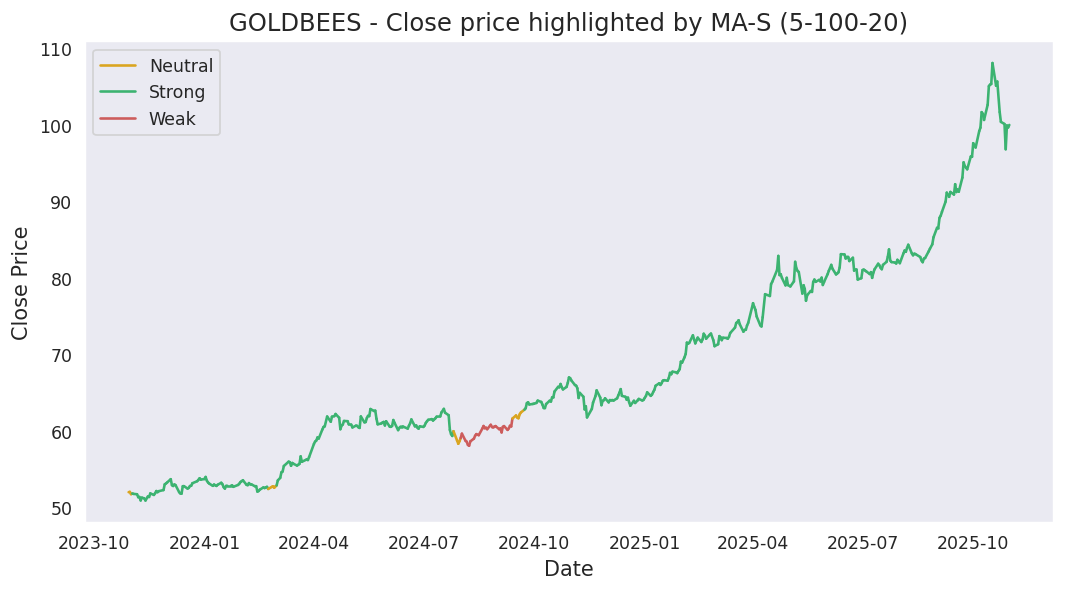 GOLDBEES - Close price highlighted by MA-S (5-100-20)
Neutral
Strong
Weak
Close Price
110
100
90
80
70
60
50
2023-10 2024-01 2024-04 2024-07 2024-10 2025-01 2025-04 2025-07 2025-10
Date